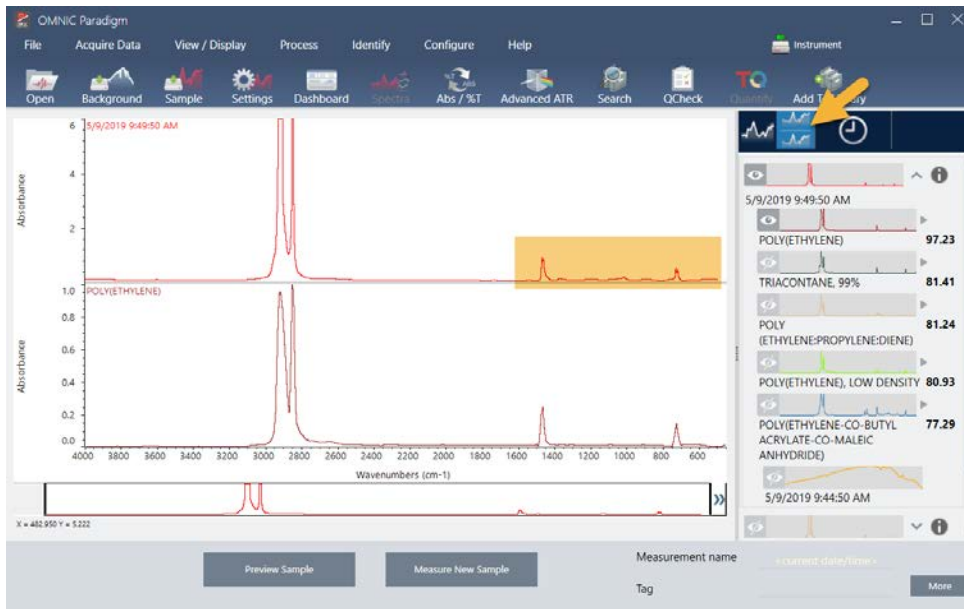 OMNIC Paradigm
File Acquire Data View / Display Process Identify Configure Help Instrument
Open Background Sample Settings Dashboard Spectra Abs / %T Advanced ATR Search QCheck Quantify Add T
6 5/9/2019 9:49:50 AM
4
2
Absorbance
5/9/2019 9:49:50 AM
POLY(ETHYLENE) 97.23
TRIACONTANE, 99% 81.41
POLY 81.24
(ETHYLENE:PROPYLENE:DIENE)
POLY(ETHYLENE), LOW DENSITY 80.93
POLY(ETHYLENE-CO-BUTYL 77.29
ACRYLATE-CO-MALEIC
ANHYDRIDE)
5/9/2019 9:44:50 AM
1.0 POLY(ETHYLENE)
0.8
0.6
0.4
0.2
0.0
Absorbance
4000 3800 3600 3400 3200 3000 2800 2600 2400 2200 2000 1800 1600 1400 1200 1000 800 600
Wavenumbers (cm-1)
X = 482.950 Y = 5.222
Preview Sample Measure New Sample
Measurement name <current date/time>
Tag
More